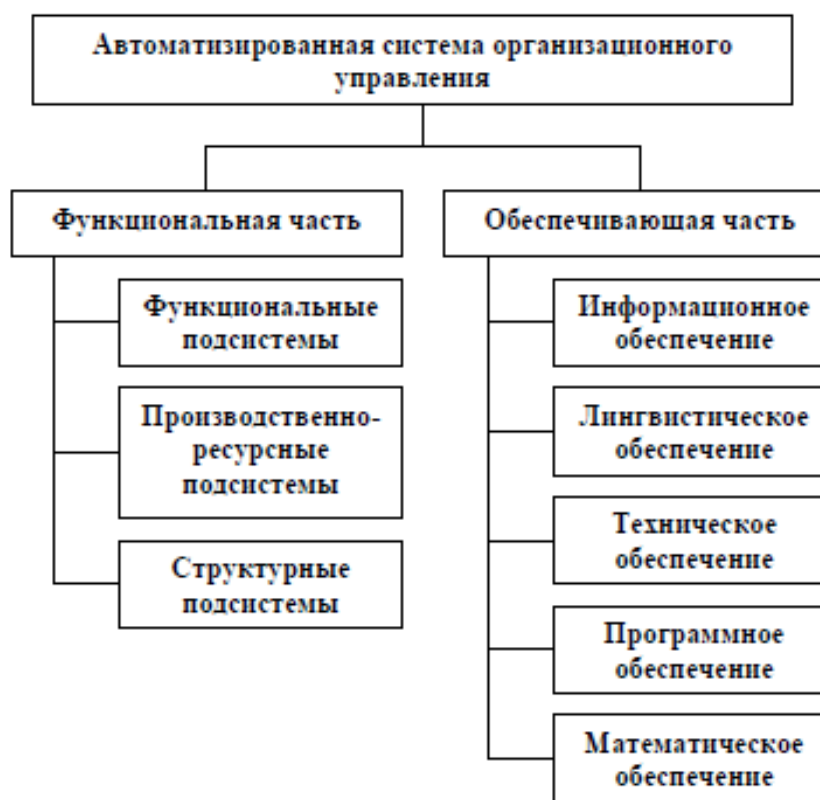 Автоматизированная система организационного
управления
Функциональная часть
Функциональные
подсистемы
Производственно-
ресурсные
подсистемы
Структурные
подсистемы
Обеспечивающая часть
Информационное
обеспечение
Лингвистическое
обеспечение
Техническое
обеспечение
Программное
обеспечение
Математическое
обеспечение